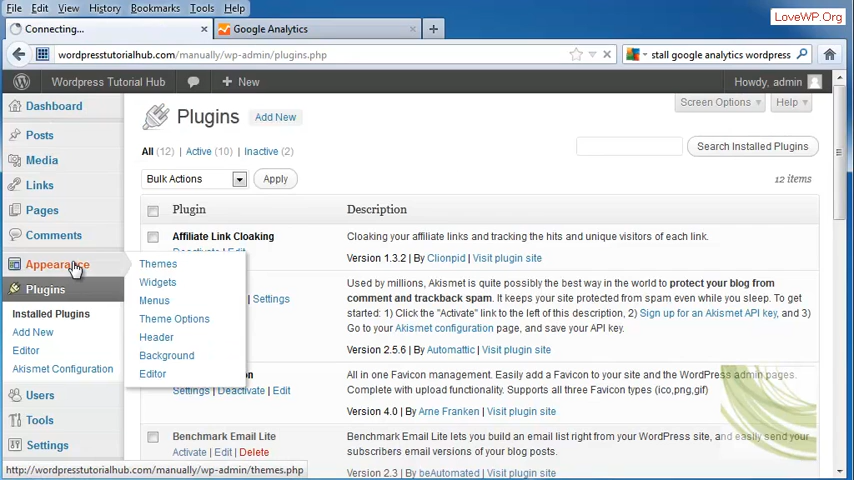 File Edit View History Bookmarks Tools Help
LoveWP.Org
Connecting...
Google Analytics
wordpresstutorialhub.com/manually/wp-admin/plugins.php
stall google analytics wordpress
Wordpress Tutorial Hub
+ New
Howdy, admin
Dashboard
Posts
Media
Links
Pages
Comments
Appearance
Plugins
Installed Plugins
Add New
Editor
Akismet Configuration
Users
Tools
Settings
Themes
Widgets
Menus
Theme Options
Header
Background
Editor
Plugins Add New
Screen Options Help
All (12) | Active (10) | Inactive (2)
Search Installed Plugins
Bulk Actions Apply
12 items
Plugin Description
Affiliate Link Cloaking
Deactivate | Edit
Cloaking your affiliate links and tracking the hits and unique visitors of each link.
Version 1.3.2 | By Clionpid | Visit plugin site
| Settings
Used by millions, Akismet is quite possibly the best way in the world to protect your blog from
comment and trackback spam. It keeps your site protected from spam even while you sleep. To get
started: 1) Click the "Activate" link to the left of this description, 2) Sign up for an Akismet API key, and 3)
Go to your Akismet configuration page, and save your API key.
Version 2.5.6 | By Automattic | Visit plugin site
Settings | Deactivate | Edit
All in one Favicon management. Easily add a Favicon to your site and the WordPress admin pages.
Complete with upload functionality. Supports all three Favicon types (ico,png,gif)
Version 4.0 | By Arne Franken | Visit plugin site
Benchmark Email Lite
Activate | Edit | Delete
Benchmark Email Lite lets you build an email list right from your WordPress site, and easily send your
subscribers email versions of your blog posts.
Version 2.3 | By beAutomated | Visit plugin site
http://wordpresstutorialhub.com/manually/wp-admin/themes.php